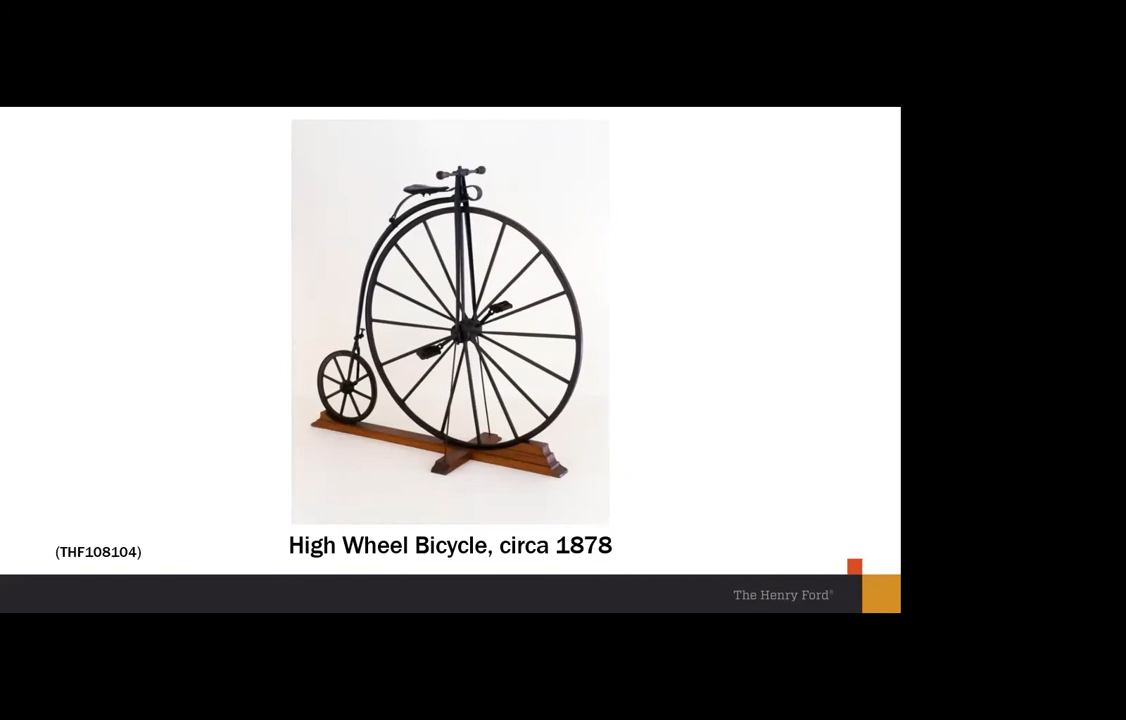 High Wheel Bicycle, circa 1878
(THF108104)
The Henry Ford®